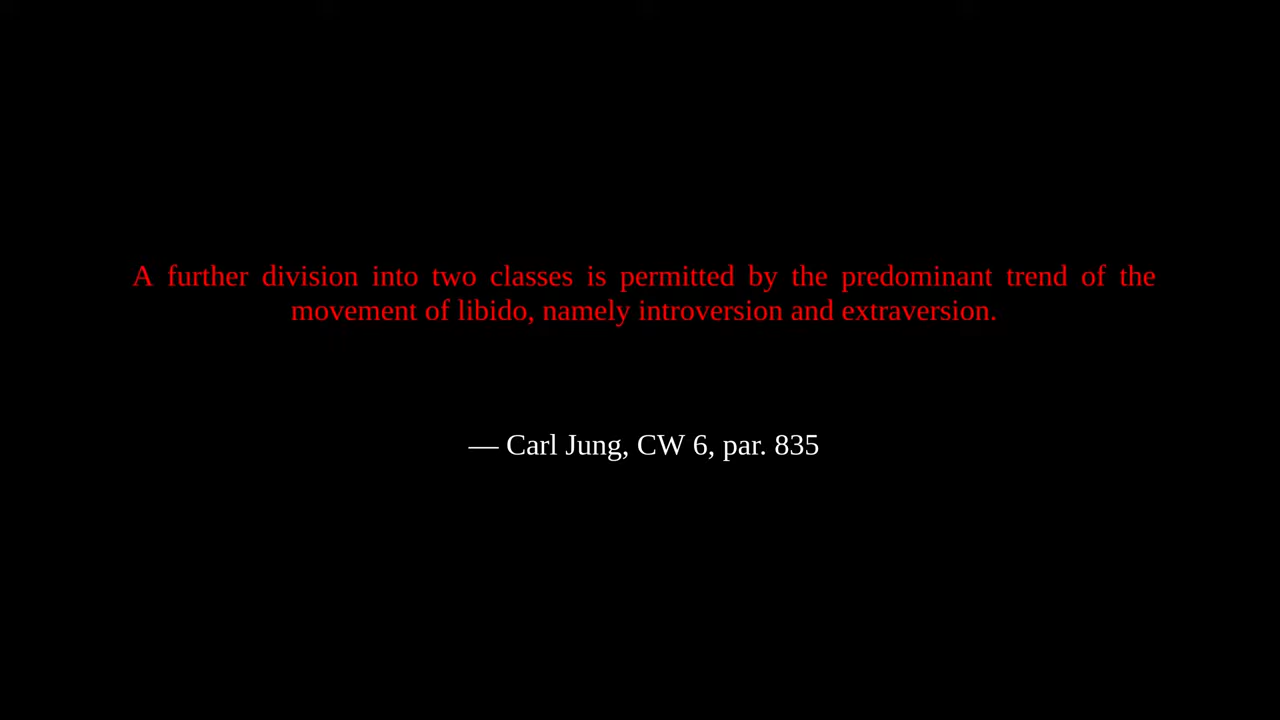 A further division into two classes is permitted by the predominant trend of the
movement of libido, namely introversion and extraversion.
— Carl Jung, CW 6, par. 835